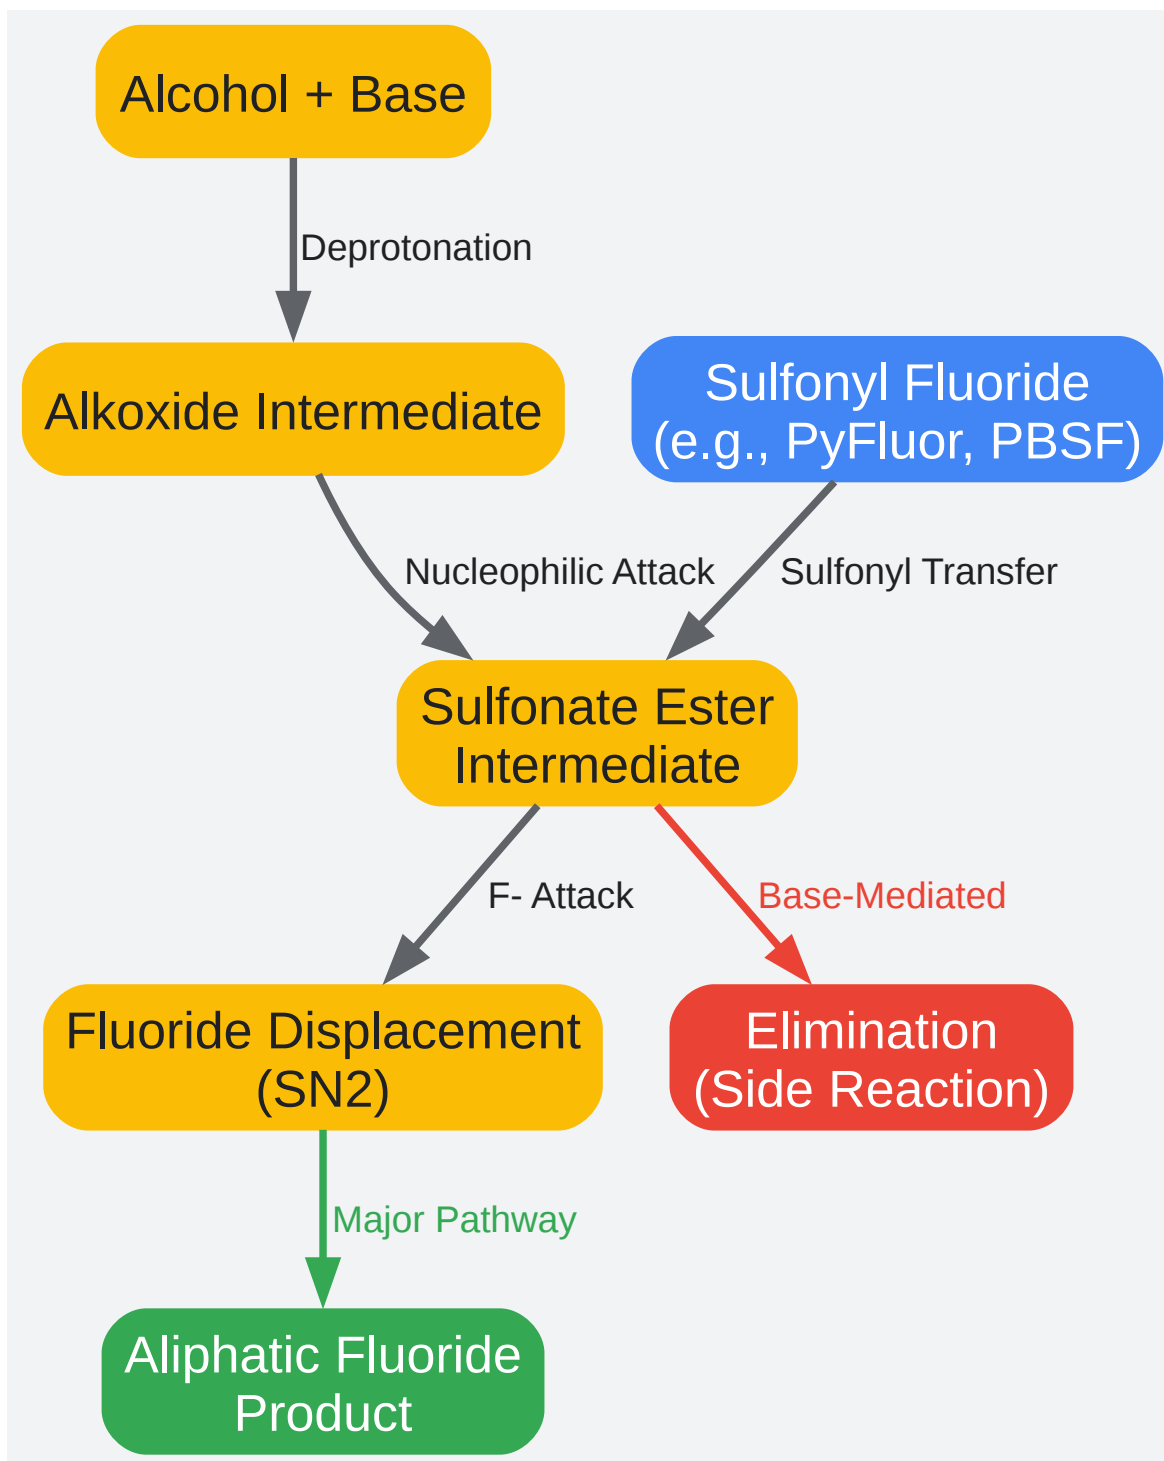 Alcohol + Base
Deprotonation
Alkoxide Intermediate
Sulfonyl Fluoride
(e.g., PyFluor, PBSF)
Nucleophilic Attack
Sulfonyl Transfer
Sulfonate Ester
Intermediate
F- Attack
Base-Mediated
Fluoride Displacement
(SN2)
Elimination
(Side Reaction)
Major Pathway
Aliphatic Fluoride
Product